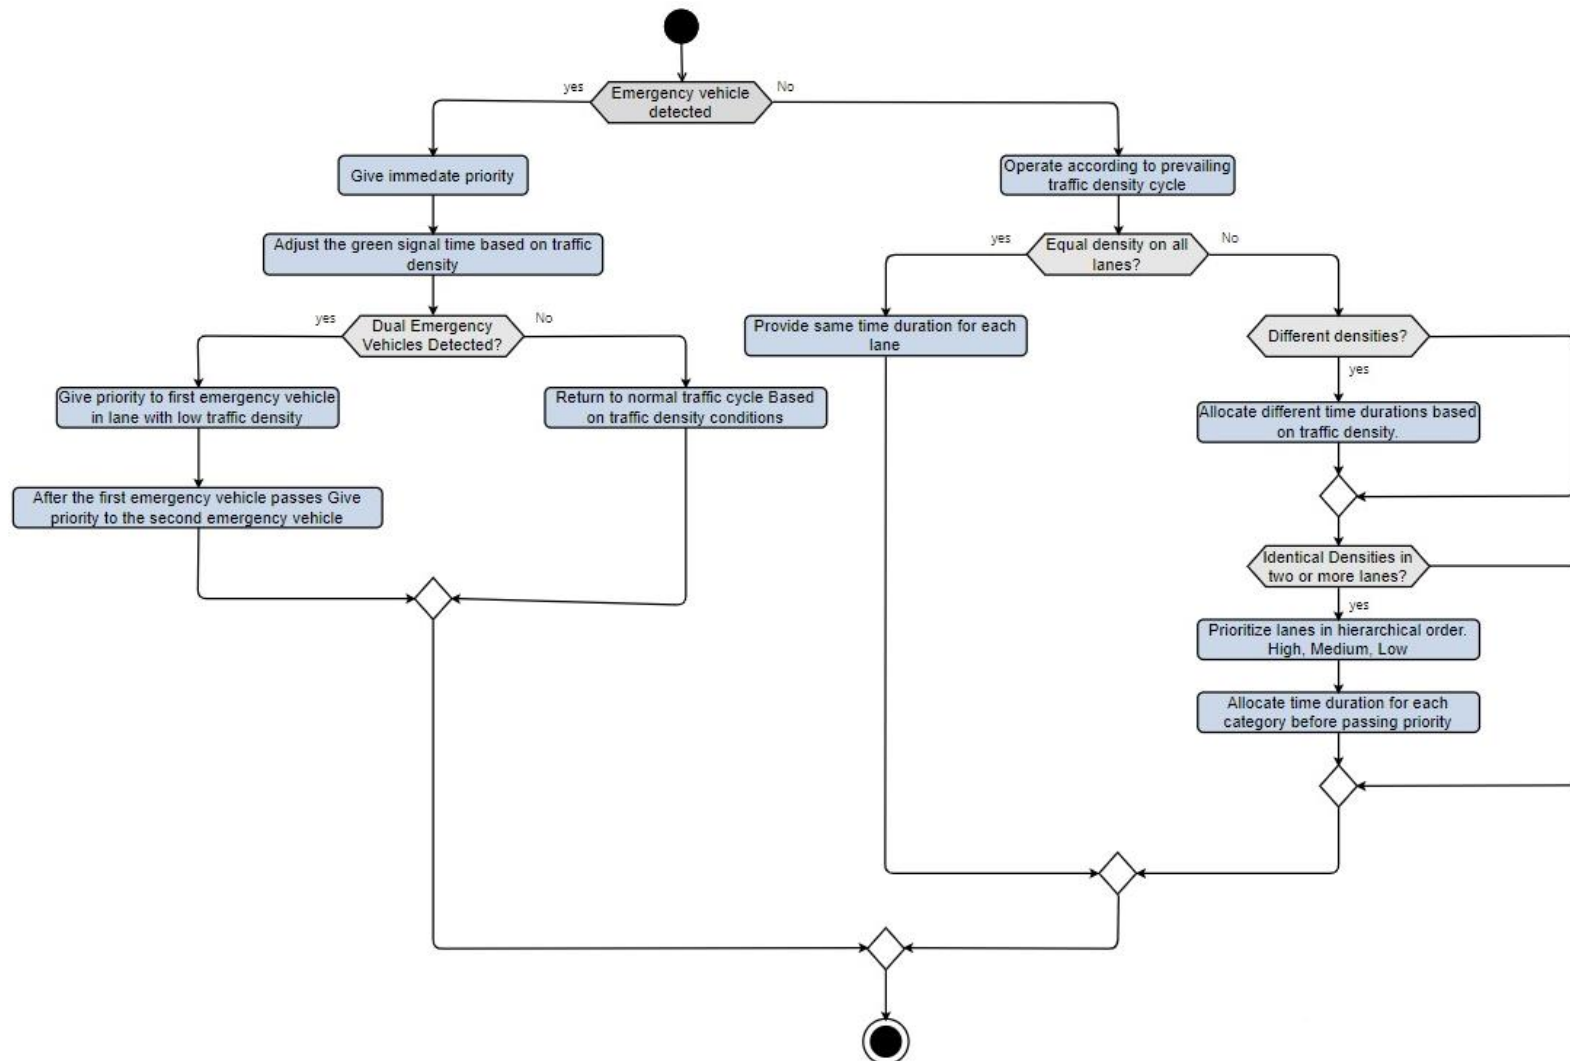 yes
Emergency vehicle
detected
No
Give immedate priority
Operate according to prevailing
traffic density cycle
Adjust the green signal time based on traffic
density
yes
Equal density on all
lanes?
No
yes
Dual Emergency
Vehicles Detected?
No
Provide same time duration for each
lane
Different densities?
yes
Give priority to first emergency vehicle
in lane with low traffic density
Return to normal traffic cycle Based
on traffic density conditions
Allocate different time durations based
on traffic density.
After the first emergency vehicle passes Give
priority to the second emergency vehicle
Identical Densities in
two or more lanes?
yes
Prioritize lanes in hierarchical order.
High, Medium, Low
Allocate time duration for each
category before passing priority